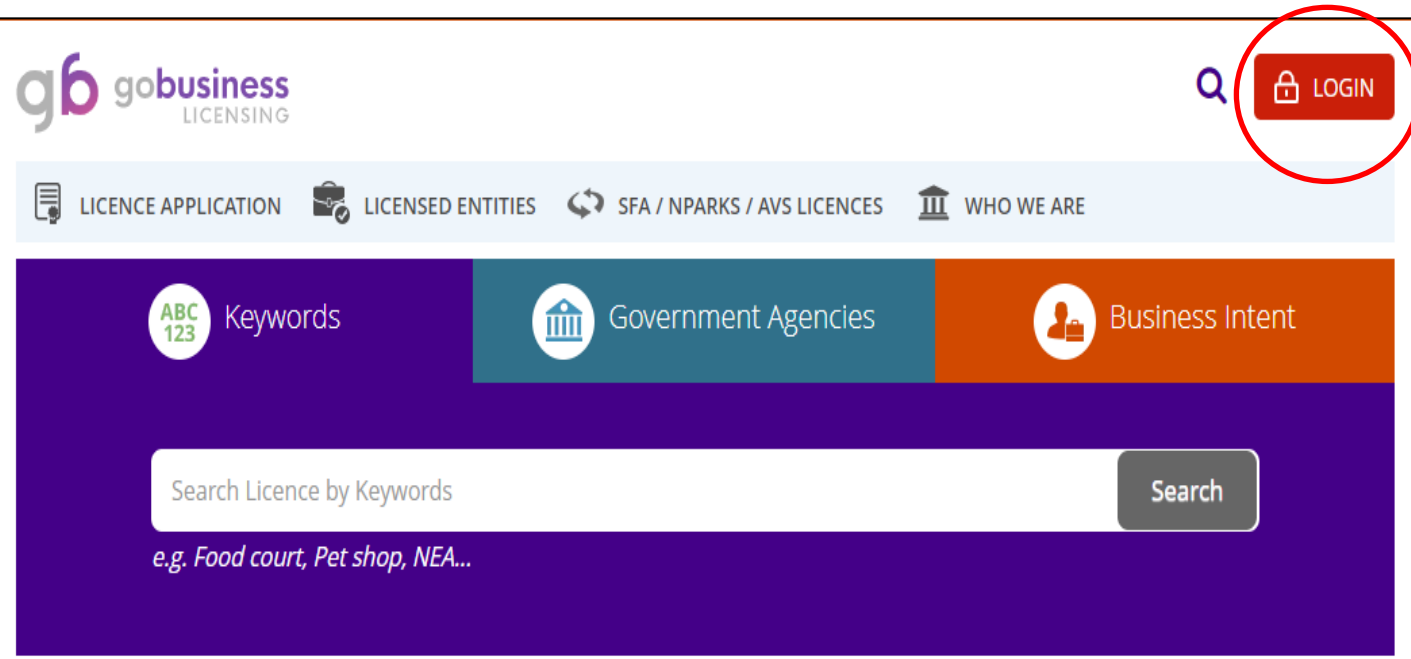 gb gobusiness
LICENSING
LOGIN
LICENCE APPLICATION LICENSED ENTITIES SFA / NPARKS / AVS LICENCES WHO WE ARE
ABC
123
Keywords Government Agencies Business Intent
Search Licence by Keywords Search
e.g. Food court, Pet shop, NEA...